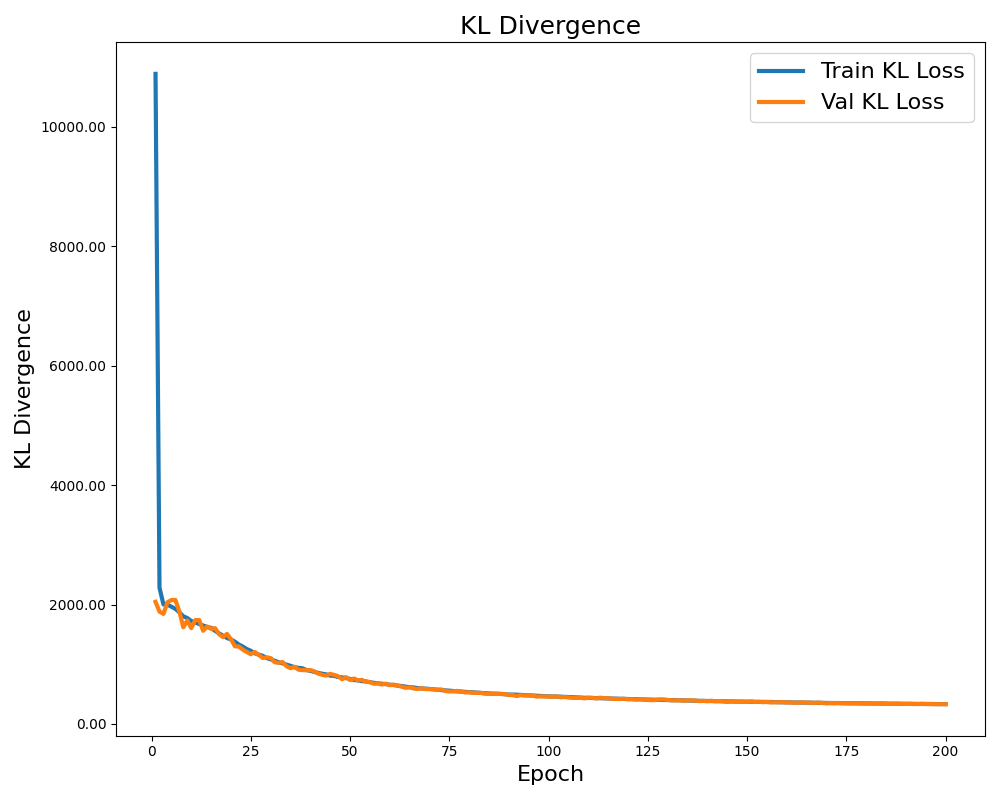 KL Divergence
Train KL Loss
Val KL Loss
10000.00
8000.00
6000.00
4000.00
2000.00
0.00
KL Divergence
0 25 50 75 100 125 150 175 200
Epoch